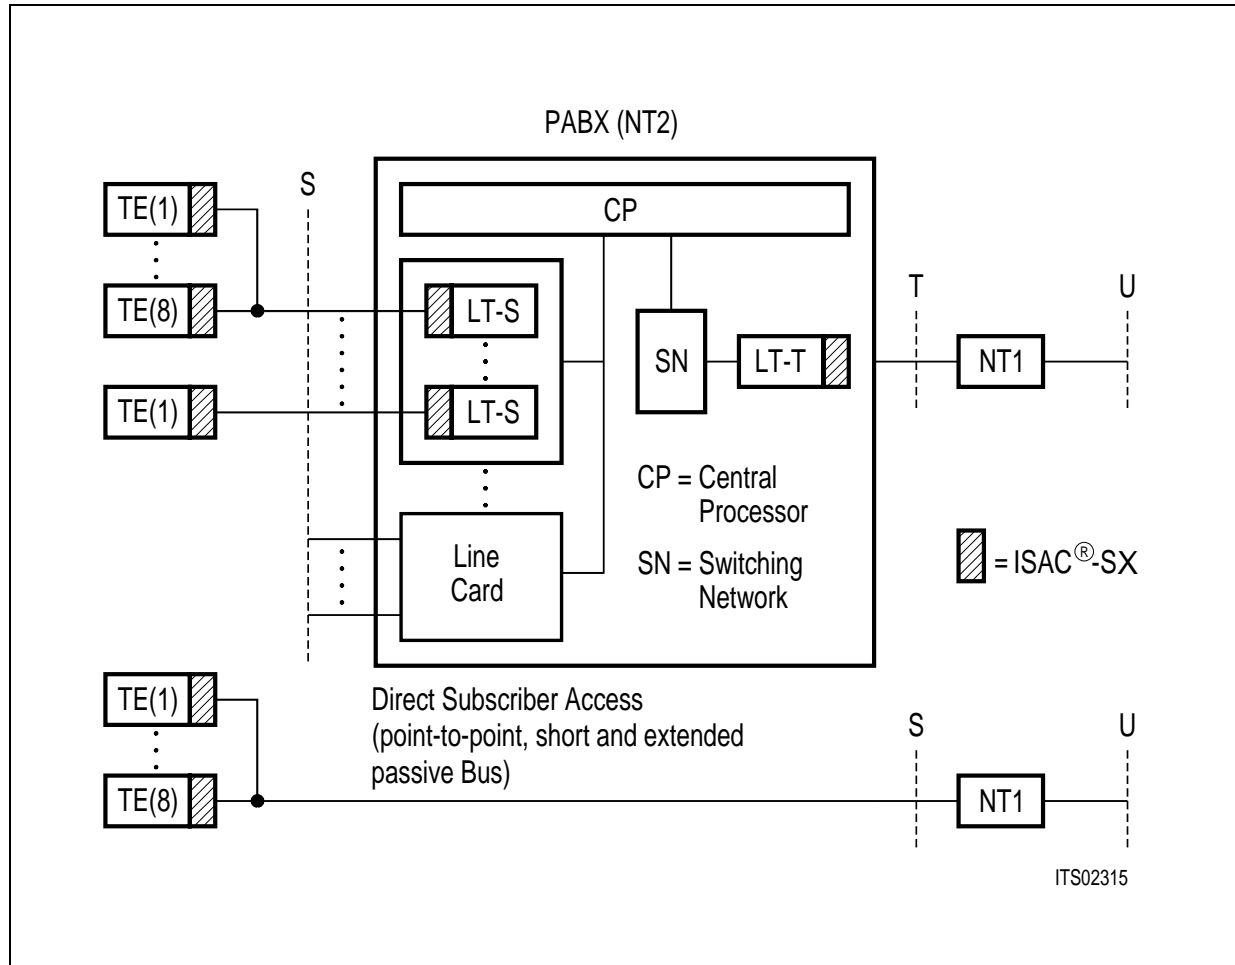 PABX (NT2)
S
TE(1)
CP
TE(8)
LT-S
T
U
SN
LT-T
NT1
TE(1)
LT-S
CP = Central
Processor
Line
Card
SN = Switching
Network
= ISAC®-SX
TE(1)
Direct Subscriber Access
(point-to-point, short and extended
passive Bus)
S
U
TE(8)
NT1
ITS02315